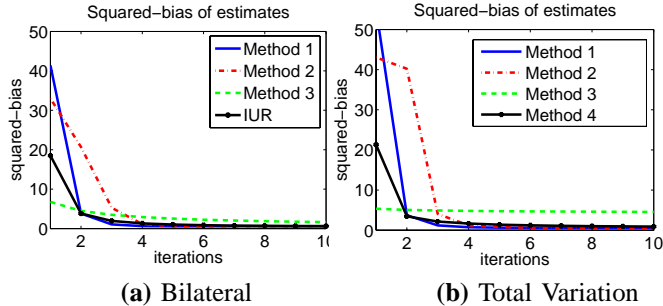 Squared-bias of estimates
50
40
30
20
10
0
squared-bias
2 4 6 8 10
iterations
Method 1
Method 2
Method 3
IUR
(a) Bilateral
Squared-bias of estimates
50
40
30
20
10
0
squared-bias
2 4 6 8 10
iterations
Method 1
Method 2
Method 3
Method 4
(b) Total Variation